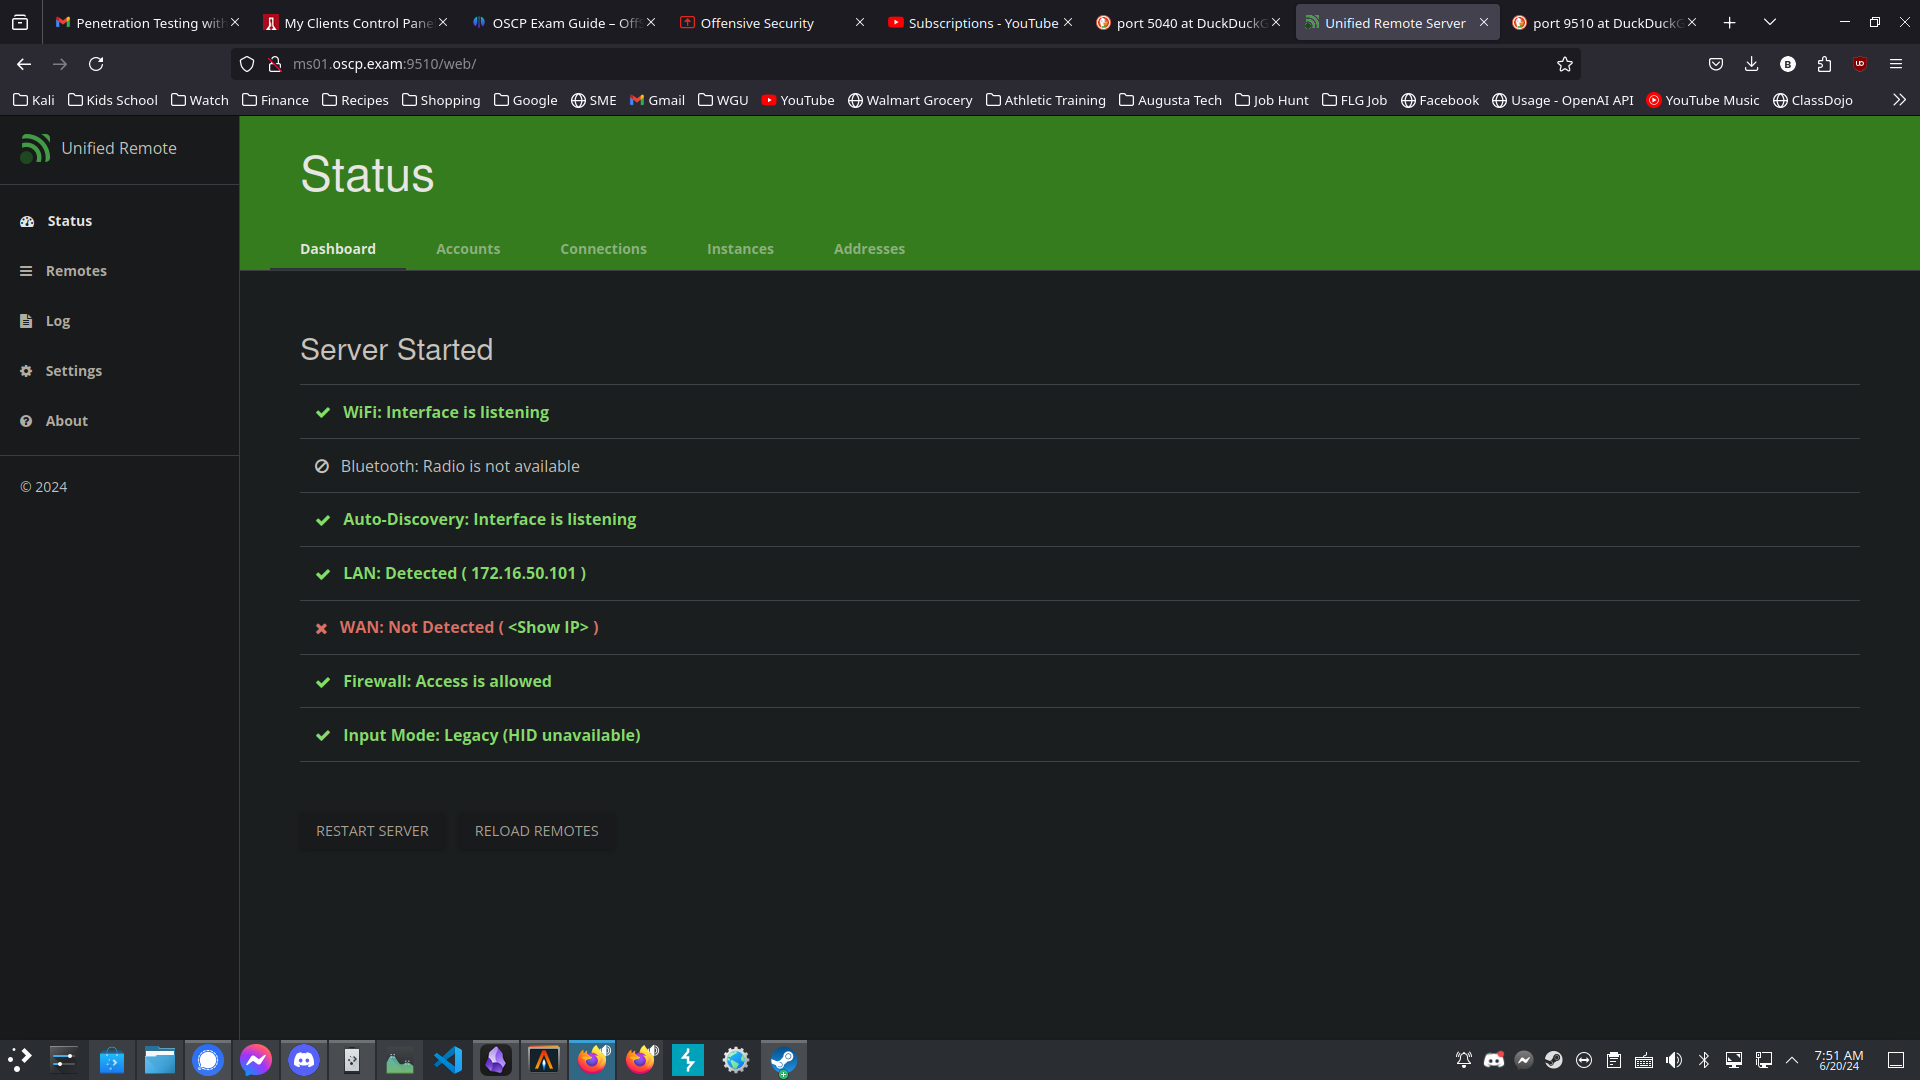 Penetration Testing with
My Clients Control Pane
OSCP Exam Guide – Offs
Offensive Security
Subscriptions - YouTube
port 5040 at DuckDuckG
Unified Remote Server
port 9510 at DuckDuckG
ms01.oscp.exam:9510/web/
B
UD
Kali
Kids School
Watch
Finance
Recipes
Shopping
Google
SME
Gmail
WGU
YouTube
Walmart Grocery
Athletic Training
Augusta Tech
Job Hunt
FLG Job
Facebook
Usage - OpenAI API
YouTube Music
ClassDojo
Unified Remote
Status
Remotes
Log
Settings
About
© 2024
Status
Dashboard
Accounts
Connections
Instances
Addresses
Server Started
WiFi: Interface is listening
Bluetooth: Radio is not available
Auto-Discovery: Interface is listening
LAN: Detected ( 172.16.50.101 )
WAN: Not Detected ( <Show IP> )
Firewall: Access is allowed
Input Mode: Legacy (HID unavailable)
RESTART SERVER
RELOAD REMOTES
7:51 AM
6/20/24